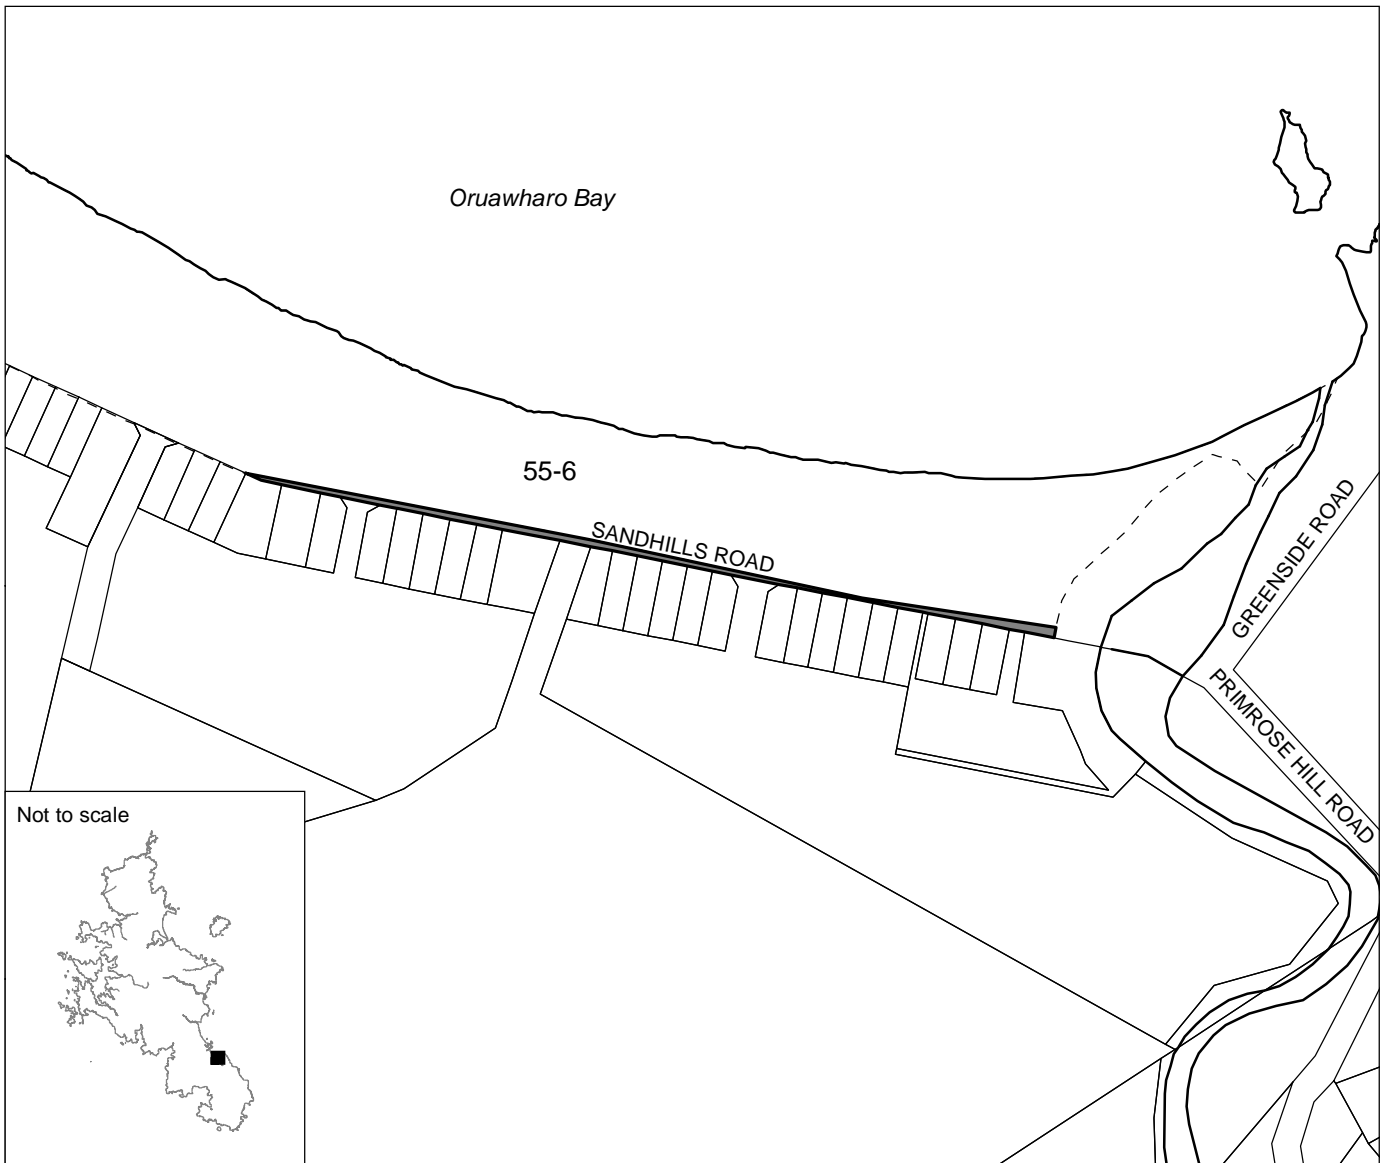 Oruawharo Bay
55-6
SANDHILLS ROAD
GREENSIDE ROAD
PRIMROSE HILL ROAD
Not to scale